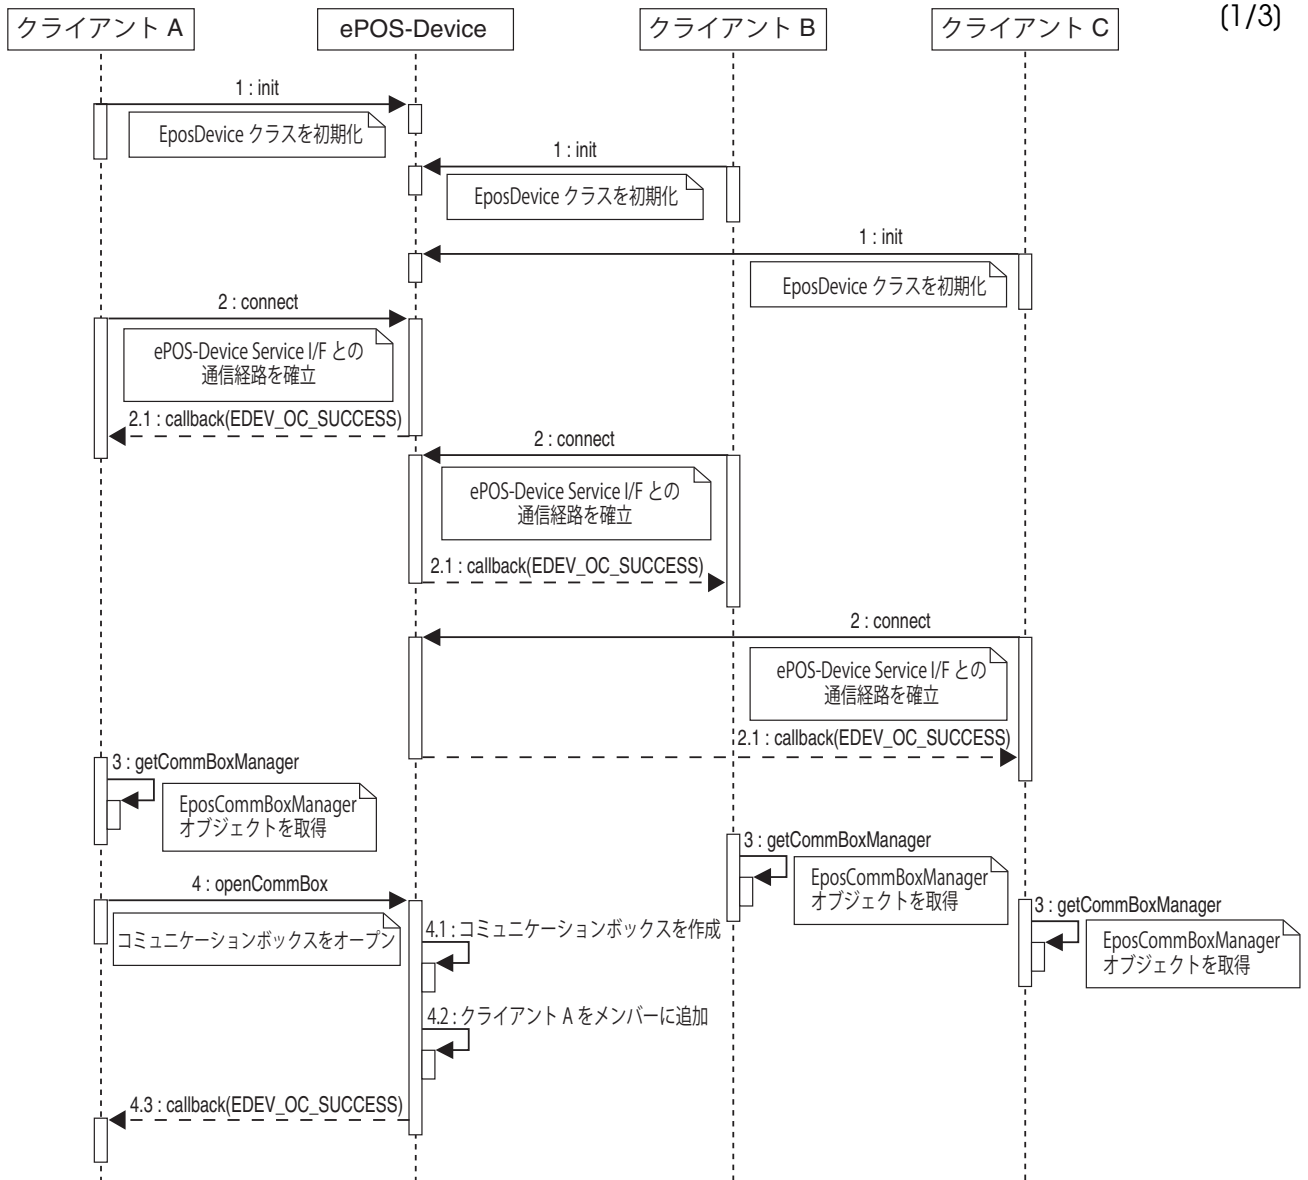 (1/3)
クライアント A
ePOS-Device
クライアント B
クライアント C
1 : init
EposDevice クラスを初期化
1 : init
EposDevice クラスを初期化
1 : init
EposDevice クラスを初期化
2 : connect
ePOS-Device Service I/F との
通信経路を確立
2.1 : callback(EDEV_OC_SUCCESS)
2 : connect
ePOS-Device Service I/F との
通信経路を確立
2.1 : callback(EDEV_OC_SUCCESS)
2 : connect
ePOS-Device Service I/F との
通信経路を確立
2.1 : callback(EDEV_OC_SUCCESS)
3 : getCommBoxManager
EposCommBoxManager
オブジェクトを取得
3 : getCommBoxManager
EposCommBoxManager
オブジェクトを取得
4 : openCommBox
コミュニケーションボックスをオープン
3 : getCommBoxManager
EposCommBoxManager
オブジェクトを取得
4.1 : コミュニケーションボックスを作成
4.2 : クライアント A をメンバーに追加
4.3 : callback(EDEV_OC_SUCCESS)